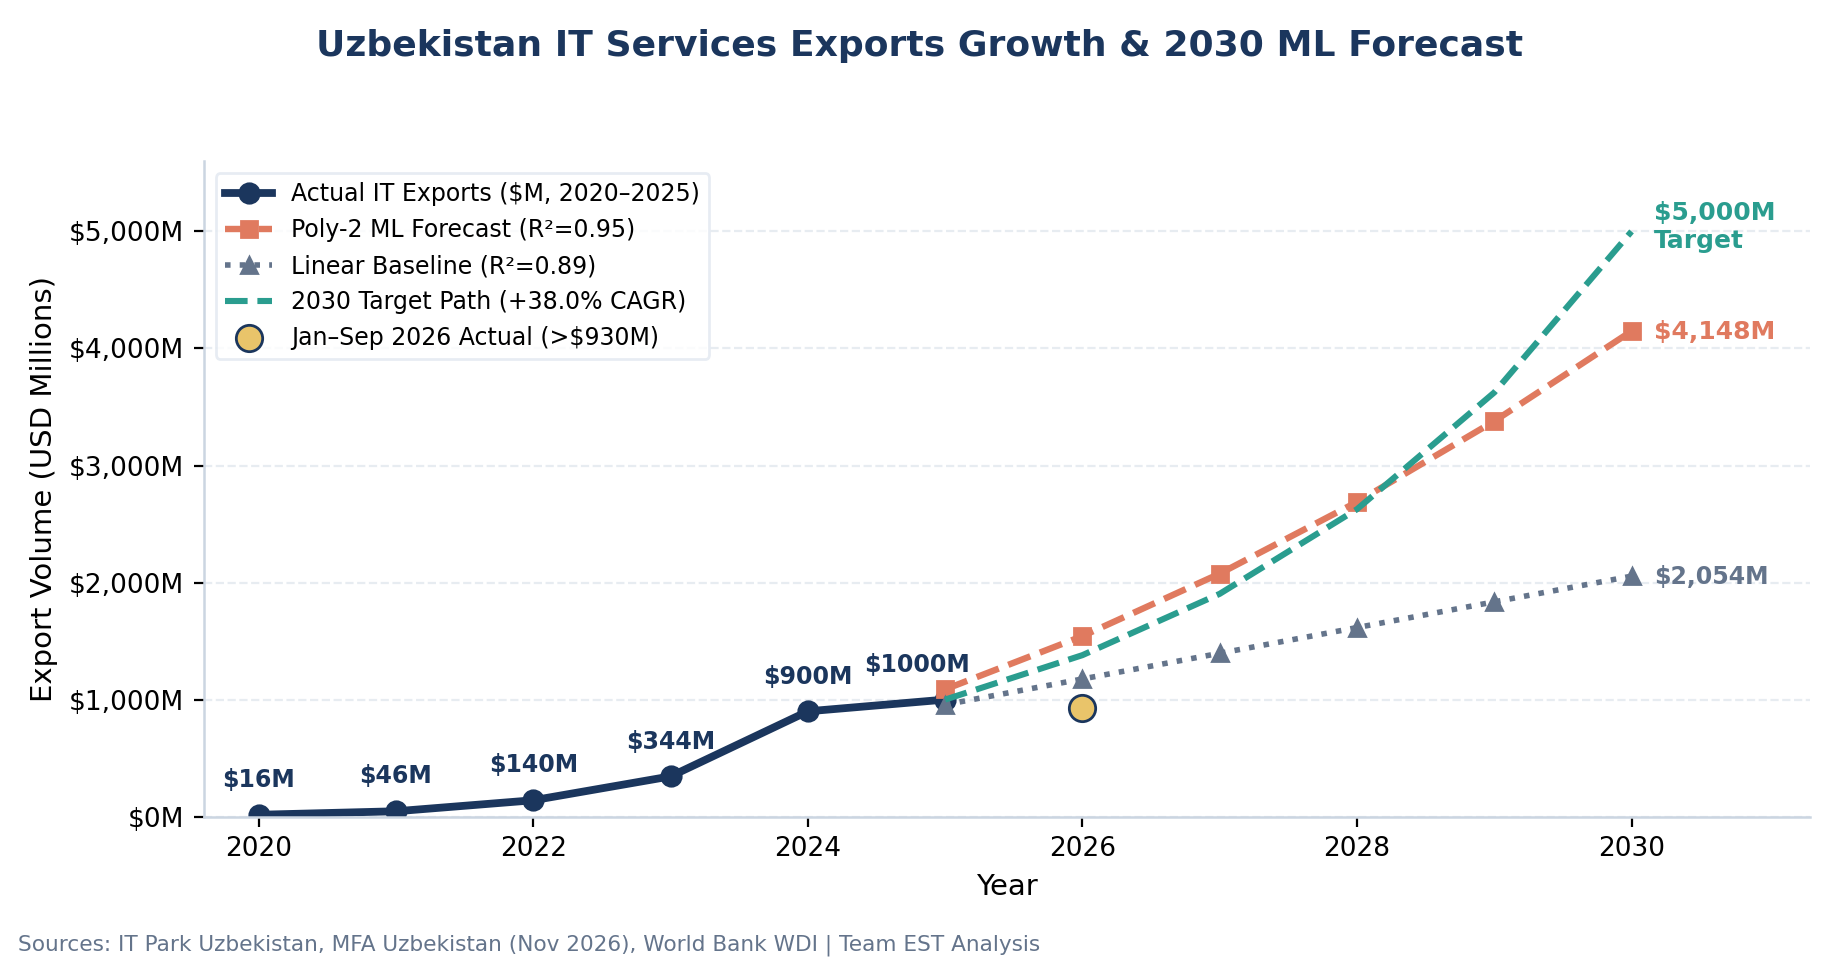 Uzbekistan IT Services Exports Growth & 2030 ML Forecast
Actual IT Exports ($M, 2020–2025)
Poly-2 ML Forecast (R²=0.95)
Linear Baseline (R²=0.89)
2030 Target Path (+38.0% CAGR)
Jan–Sep 2026 Actual (>$930M)
Export Volume (USD Millions)
$5,000M
$4,000M
$3,000M
$2,000M
$1,000M
$0M
$16M
$46M
$140M
$344M
$900M
$1000M
$5,000M
Target
$4,148M
$2,054M
2020
2022
2024
2026
2028
2030
Year
Sources: IT Park Uzbekistan, MFA Uzbekistan (Nov 2026), World Bank WDI | Team EST Analysis